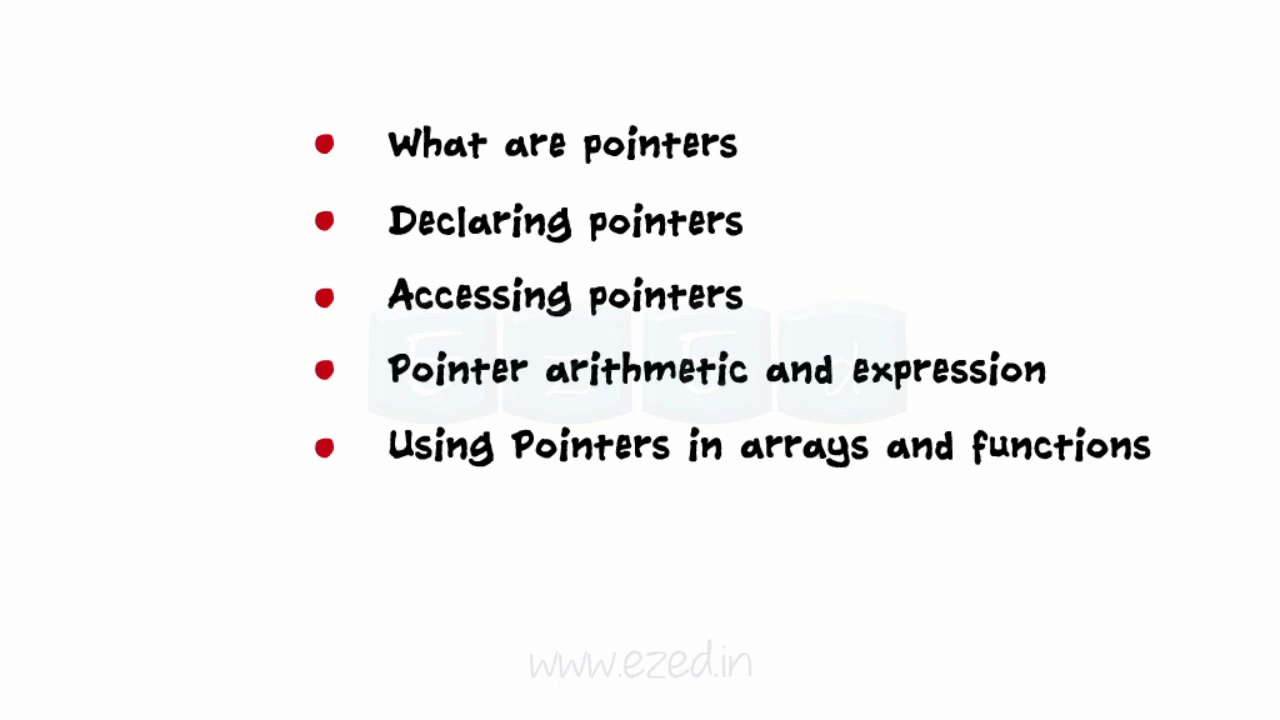 What are pointers
Declaring pointers
Accessing pointers
Pointer arithmetic and expression
Using Pointers in arrays and functions
EzEd
www.ezed.in